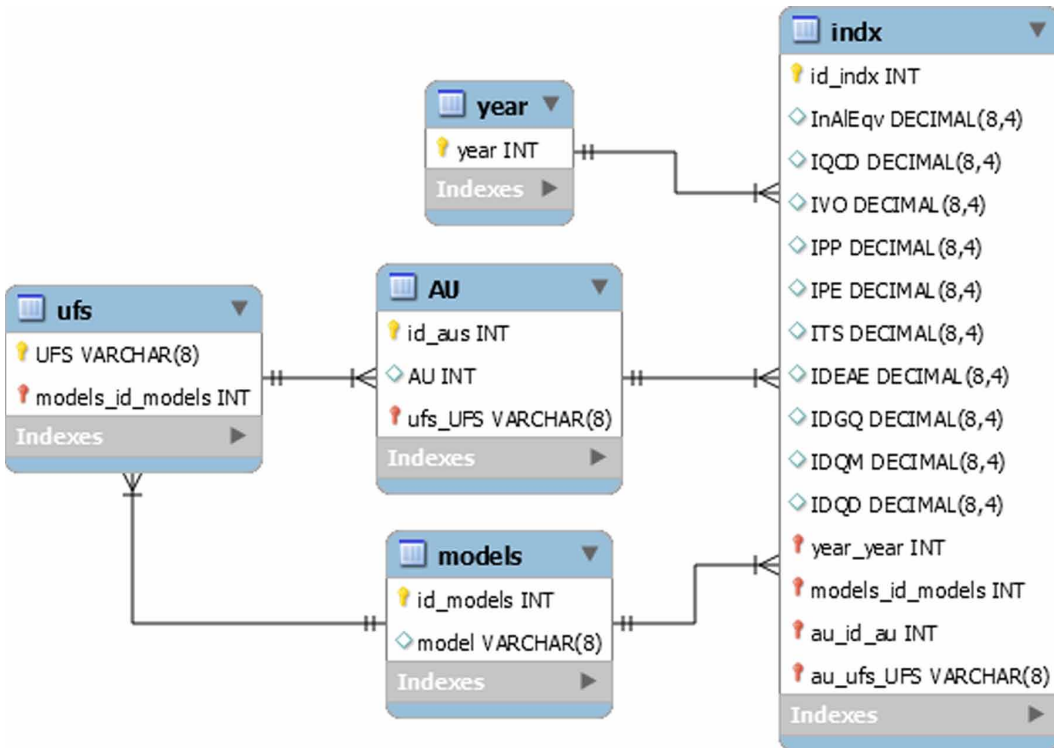 year
year INT
Indexes
ufs
UFS VARCHAR(8)
models_id_models INT
Indexes
AU
id_aus INT
AU INT
ufs_UFS VARCHAR(8)
Indexes
models
id_models INT
model VARCHAR(8)
Indexes
indx
id_indx INT
InAlEqv DECIMAL(8,4)
IQCD DECIMAL(8,4)
IVO DECIMAL(8,4)
IPP DECIMAL(8,4)
IPE DECIMAL(8,4)
ITS DECIMAL(8,4)
IDEAE DECIMAL(8,4)
IDGQ DECIMAL(8,4)
IDQM DECIMAL(8,4)
IDQD DECIMAL(8,4)
year_year INT
models_id_models INT
au_id_au INT
au_ufs_UFS VARCHAR(8)
Indexes